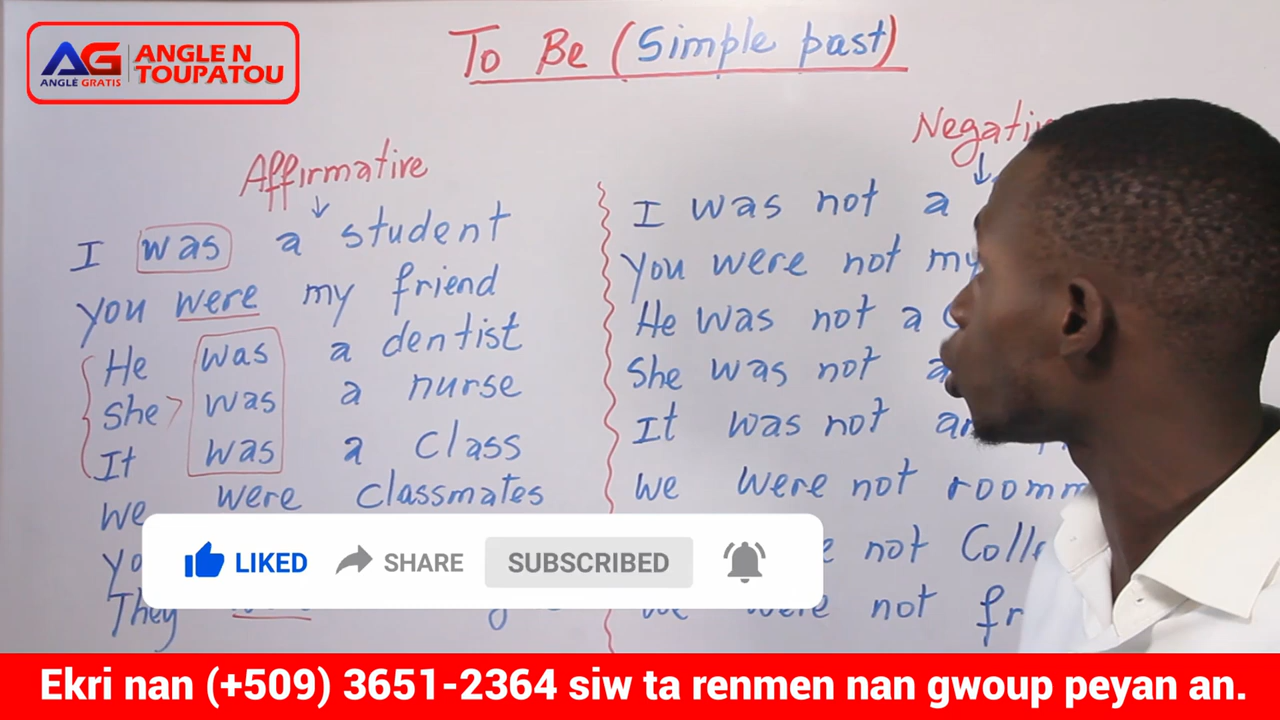 AG ANGLE N
ANGLÈ GRATIS TOUPATOU
To Be (Simple past)
Affirmative
I was a student
you were my friend
He was a dentist
She was a nurse
It was a class
we were classmates
They
I was not a
you were not my
He was not a
She was not a
It was not
we were not
not
we were not
LIKED SHARE SUBSCRIBED
Ekri nan (+509) 3651-2364 siw ta renmen nan gwoup peyan an.